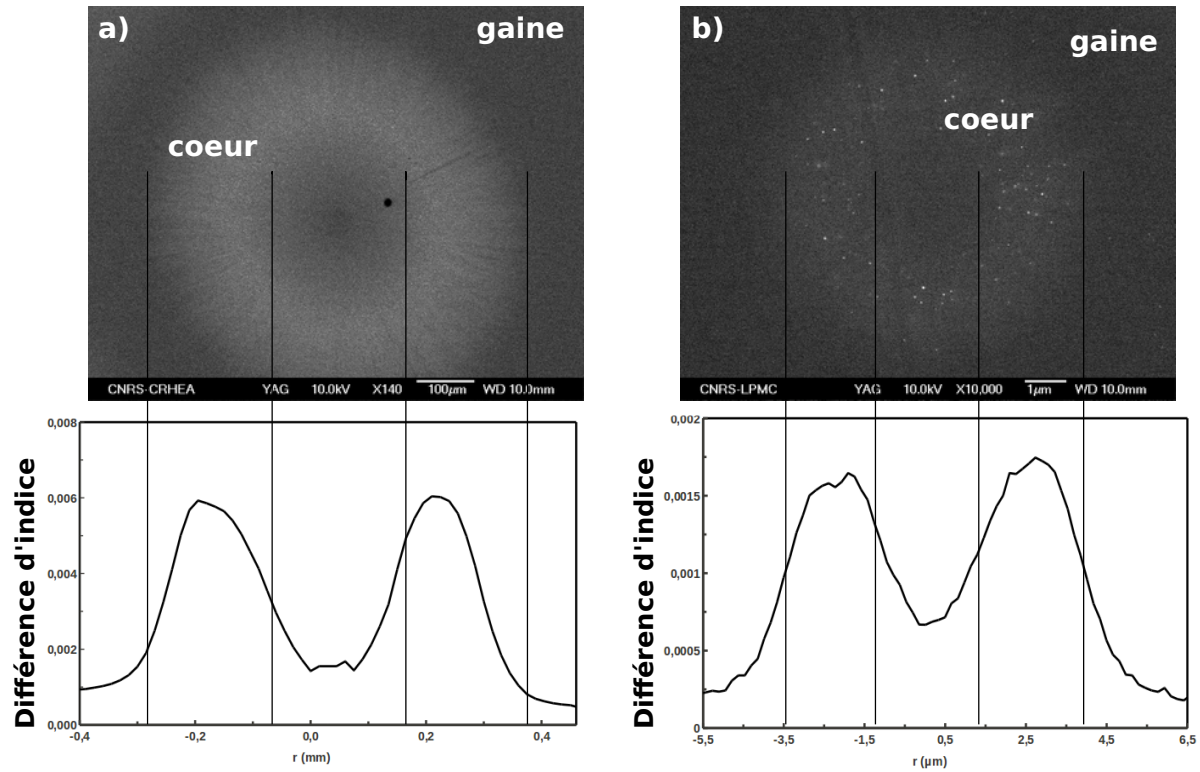 a)
gaine
coeur
CNRS-CRHEA YAG 10.0kV X140 100µm WD 10.0mm
b)
gaine
coeur
CNRS-LPMC YAG 10.0kV X10,000 1µm WD 10.0mm
Différence d'indice
0,008
0,006
0,004
0,002
0,000
-0,4 -0,2 0,0 0,2 0,4
r (mm)
Différence d'indice
0,002
0,0015
0,001
0,0005
0
-5,5 -3,5 -1,5 0,5 2,5 4,5 6,5
r (µm)